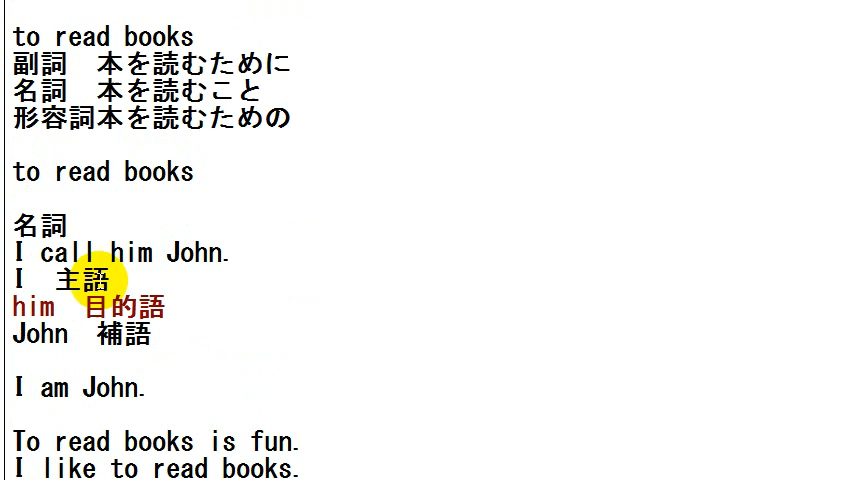 to read books
副詞　本を読むために
名詞　本を読むこと
形容詞本を読むための
to read books
名詞
I call him John.
I　主語
him　目的語
John　補語
I am John.
To read books is fun.
I like to read books.